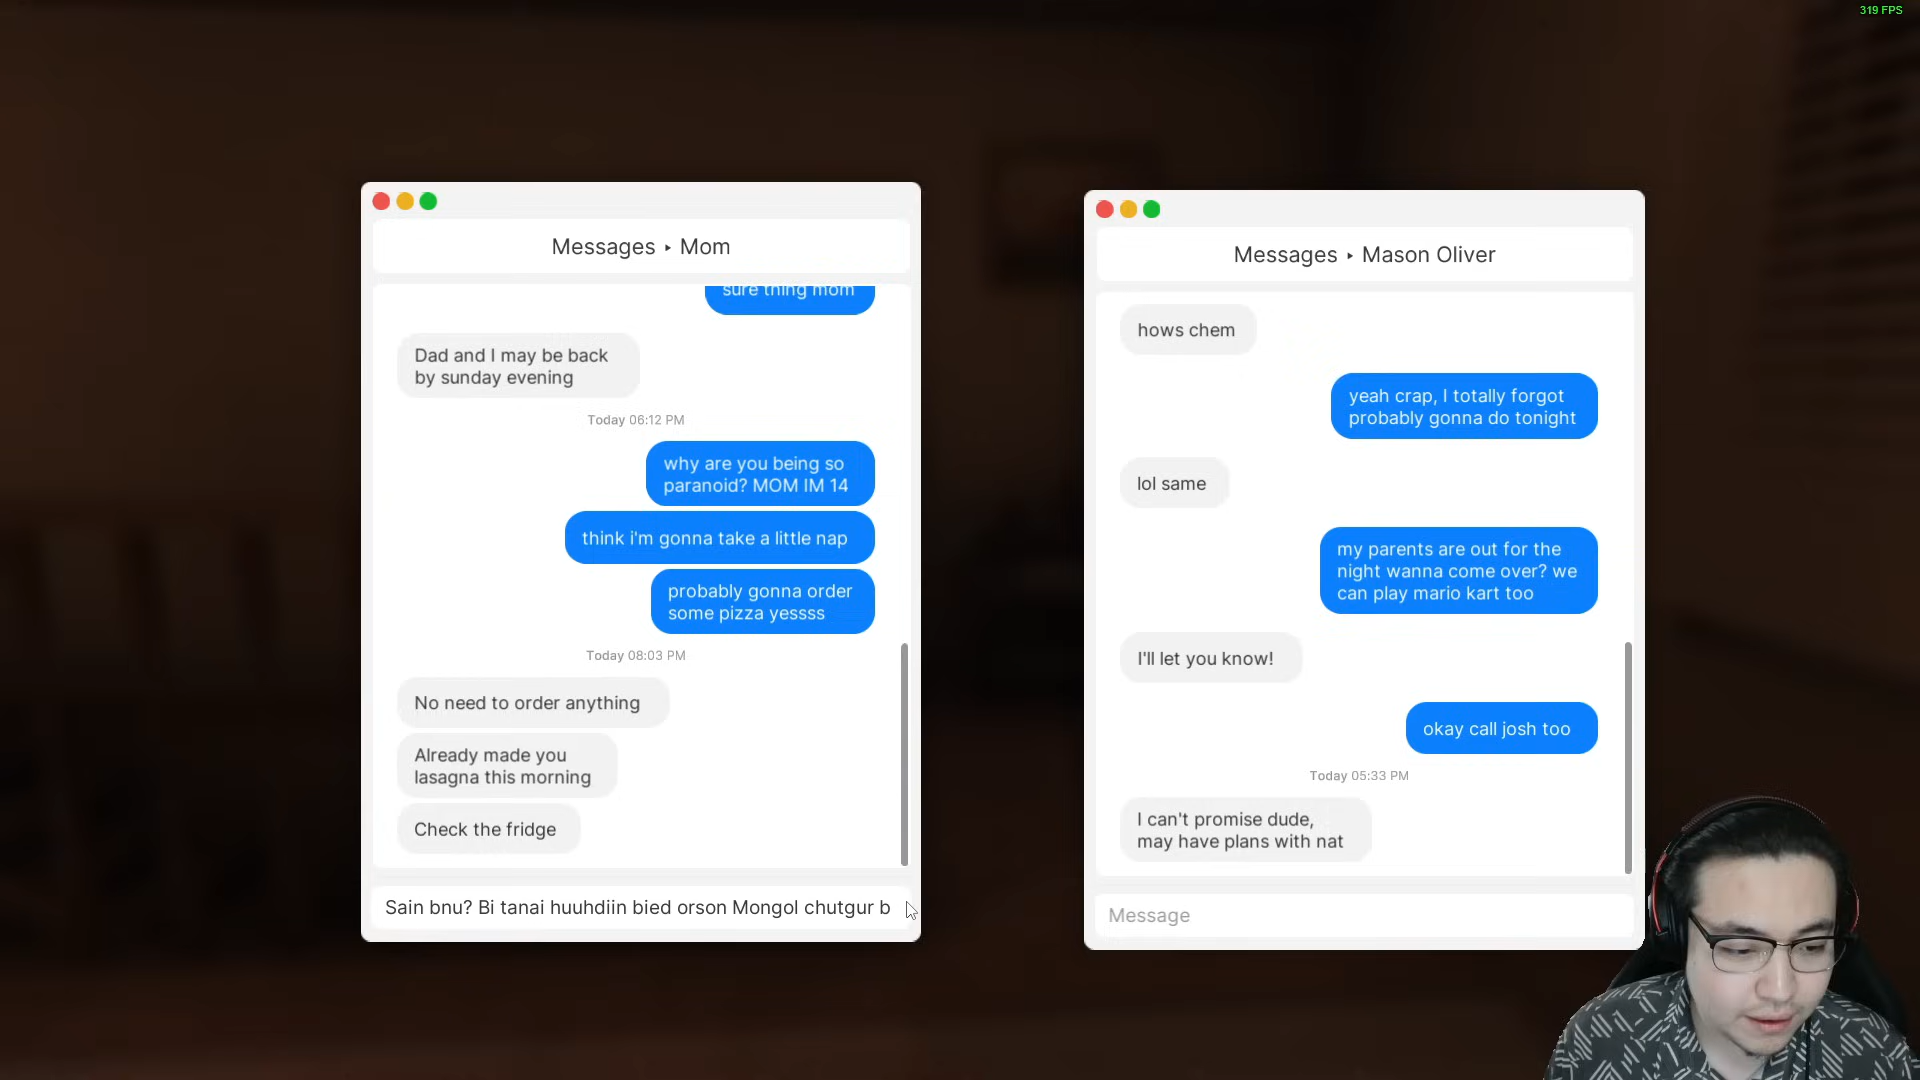 319 FPS
Messages ‣ Mom
sure thing mom
Dad and I may be back
by sunday evening
Today 06:12 PM
why are you being so
paranoid? MOM IM 14
think i'm gonna take a little nap
probably gonna order
some pizza yessss
Today 08:03 PM
No need to order anything
Already made you
lasagna this morning
Check the fridge
Sain bnu? Bi tanai huuhdiin bied orson Mongol chutgur b
Messages ‣ Mason Oliver
hows chem
yeah crap, I totally forgot
probably gonna do tonight
lol same
my parents are out for the
night wanna come over? we
can play mario kart too
I'll let you know!
okay call josh too
Today 05:33 PM
I can't promise dude,
may have plans with nat
Message